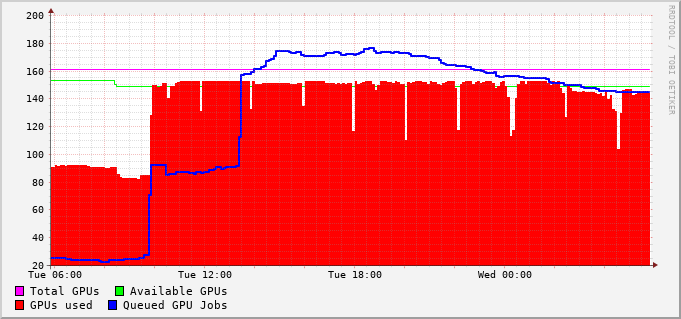 200
180
160
140
120
100
80
60
40
20
Tue 06:00 Tue 12:00 Tue 18:00 Wed 00:00
Total GPUs Available GPUs
GPUs used Queued GPU Jobs
RRDTOOL / TOBI OETIKER